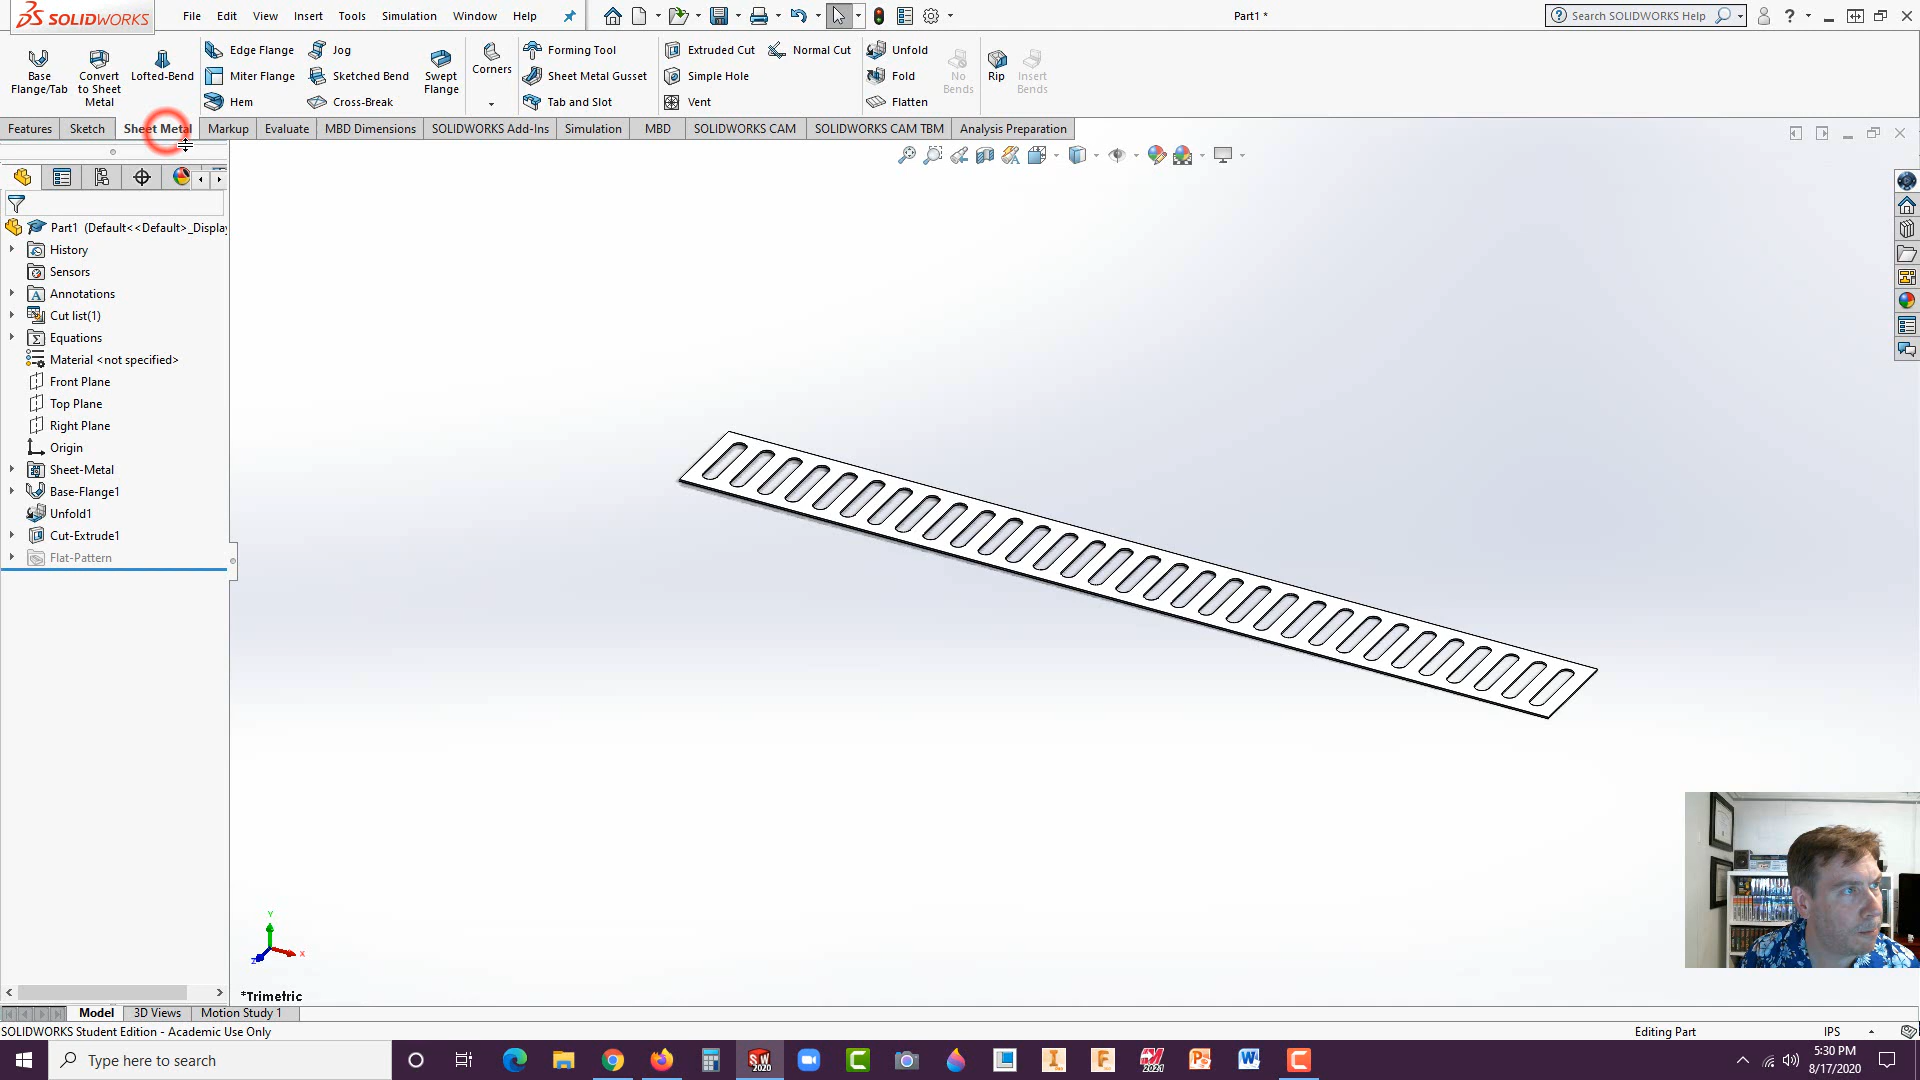 SOLIDWORKS
File Edit View Insert Tools Simulation Window Help
Part1 *
Search SOLIDWORKS Help
Base Flange/Tab
Convert to Sheet Metal
Lofted-Bend
Edge Flange
Miter Flange
Hem
Jog
Sketched Bend
Cross-Break
Swept Flange
Corners
Forming Tool
Sheet Metal Gusset
Tab and Slot
Extruded Cut
Simple Hole
Vent
Normal Cut
Unfold
Fold
Flatten
No Bends
Rip
Insert Bends
Features Sketch Sheet Metal Markup Evaluate MBD Dimensions SOLIDWORKS Add-Ins Simulation MBD SOLIDWORKS CAM SOLIDWORKS CAM TBM Analysis Preparation
Part1 (Default<<Default>_Display
History
Sensors
Annotations
Cut list(1)
Equations
Material <not specified>
Front Plane
Top Plane
Right Plane
Origin
Sheet-Metal
Base-Flange1
Unfold1
Cut-Extrude1
Flat-Pattern
Y
X
Z
*Trimetric
Model 3D Views Motion Study 1
SOLIDWORKS Student Edition - Academic Use Only
Editing Part
IPS
Type here to search
SW 2020
2021
5:30 PM
8/17/2020